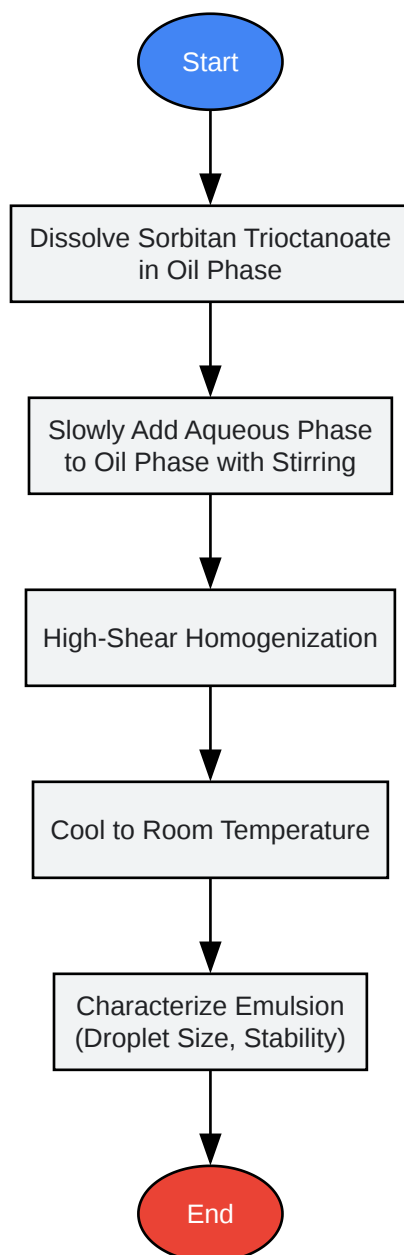 Start
Dissolve Sorbitan Trioctanoate
in Oil Phase
Slowly Add Aqueous Phase
to Oil Phase with Stirring
High-Shear Homogenization
Cool to Room Temperature
Characterize Emulsion
(Droplet Size, Stability)
End